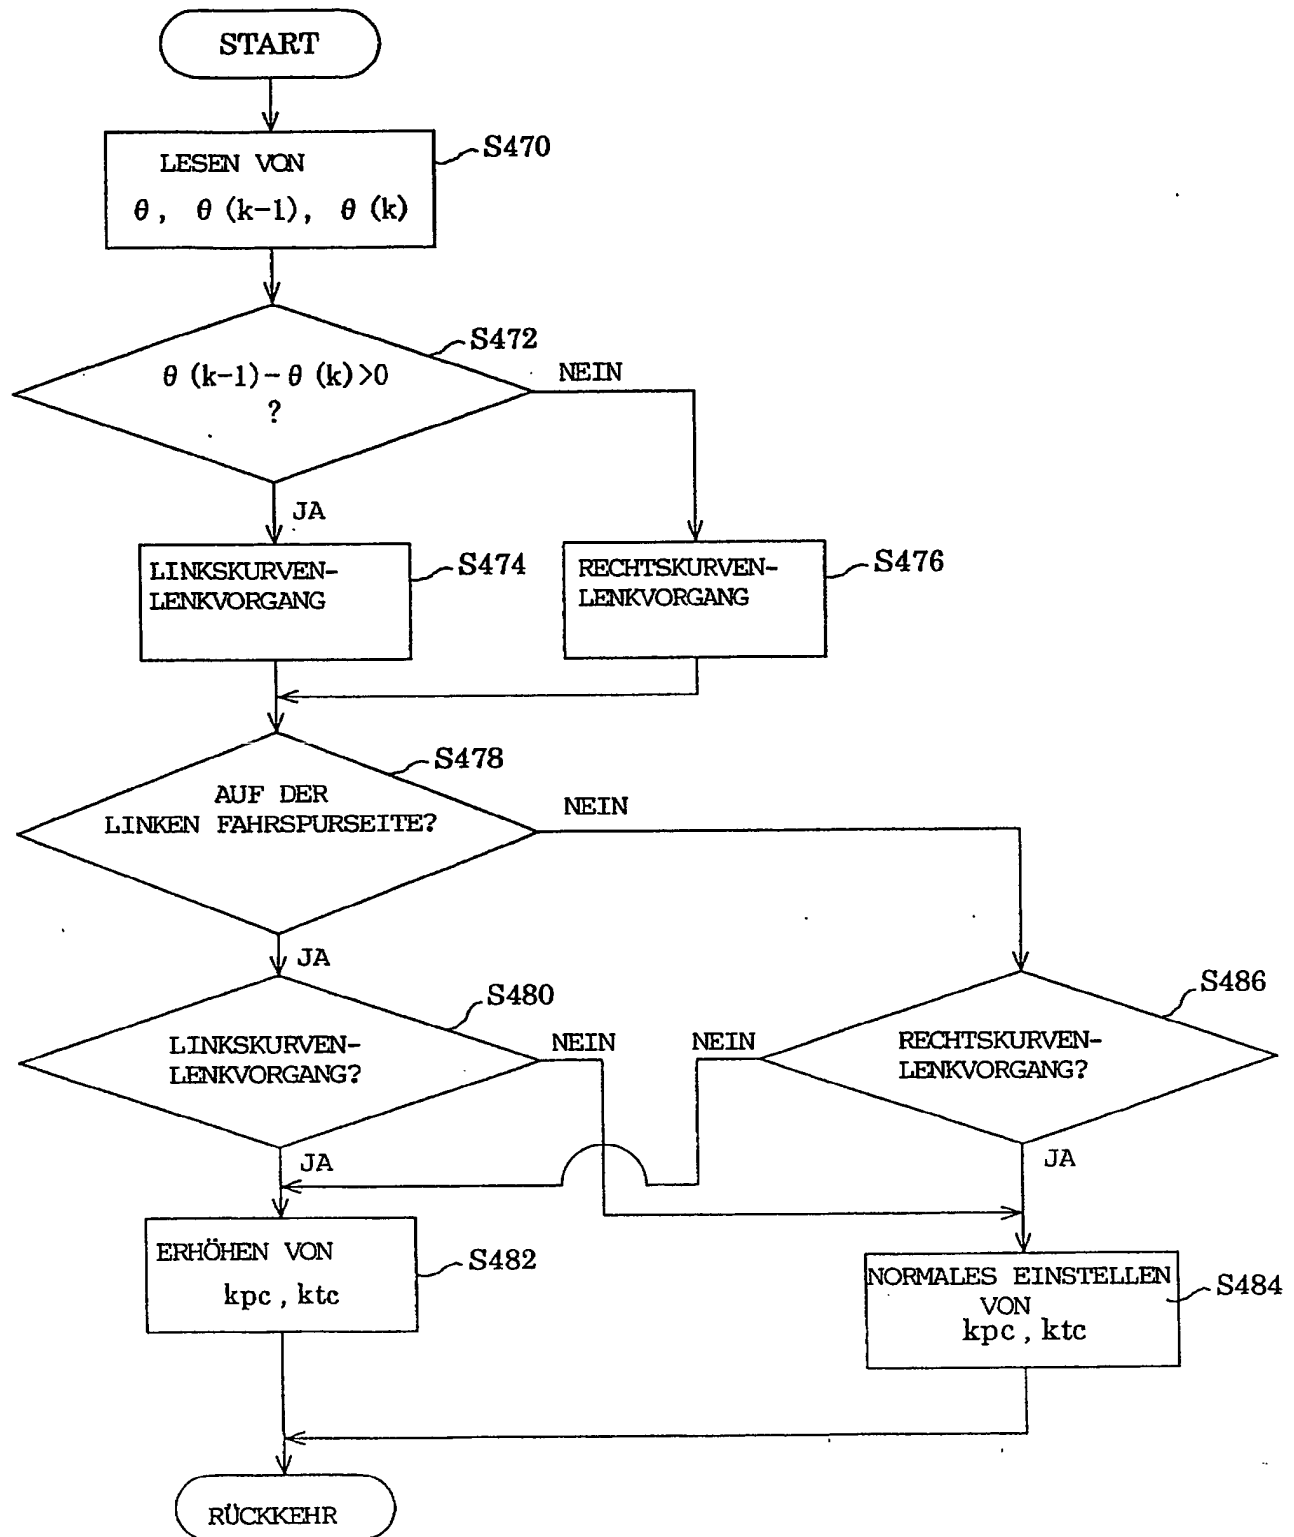 START
S470
LESEN VON
θ, θ (k-1), θ (k)
S472
θ (k-1)-θ (k)>0
?
NEIN
JA
LINKSKURVEN-
LENKVORGANG
S474
RECHTSKURVEN-
LENKVORGANG
S476
S478
AUF DER
LINKEN FAHRSPURSEITE?
NEIN
JA
S480
LINKSKURVEN-
LENKVORGANG?
NEIN
NEIN
S486
RECHTSKURVEN-
LENKVORGANG?
JA
JA
ERHÖHEN VON
kpc, ktc
S482
NORMALES EINSTELLEN
VON
kpc, ktc
S484
RÜCKKEHR